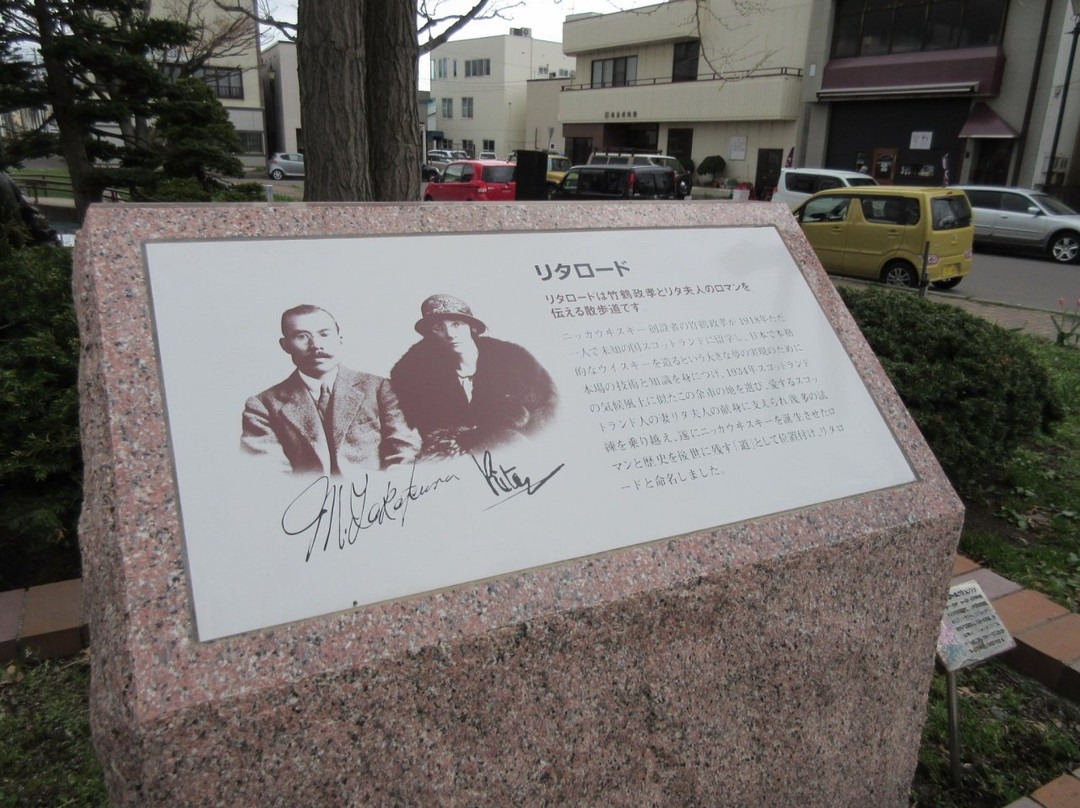 リタロード
リタロードは竹鶴政孝とリタ夫人のロマンを
伝える散歩道です。
ニッカウヰスキー創設者の竹鶴政孝が1918年ただ
一人で未知の国スコットランドに留学し、日本で本格
的なウイスキーを造るという大きな夢の実現のために
本場の技術と知識を身につけ、1934年スコットランド
の気候風土に似たこの余市の地を選び、愛するスコッ
トランド人の妻リタ夫人の献身に支えられ幾多の試
練を乗り越え、遂にニッカウヰスキーを誕生させたロ
マンと歴史を後世に残す「道」として位置付け、リタロ
ードと命名しました。
M. Taketsuru
Rita